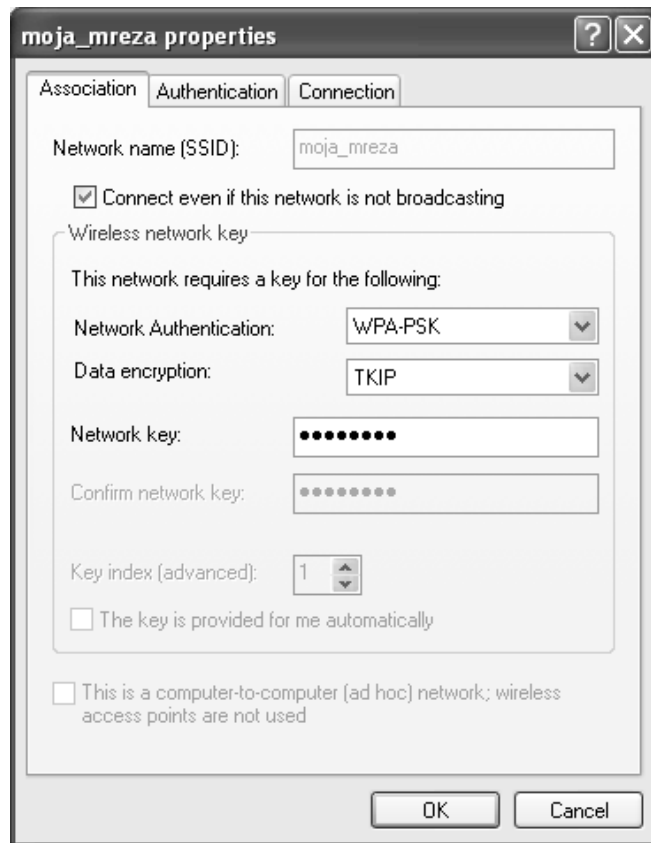 moja_mreza properties
Association Authentication Connection
Network name (SSID): moja_mreza
Connect even if this network is not broadcasting
Wireless network key
This network requires a key for the following:
Network Authentication: WPA-PSK
Data encryption: TKIP
Network key: ••••••••
Confirm network key: ••••••••
Key index (advanced): 1
The key is provided for me automatically
This is a computer-to-computer (ad hoc) network; wireless
access points are not used
OK Cancel